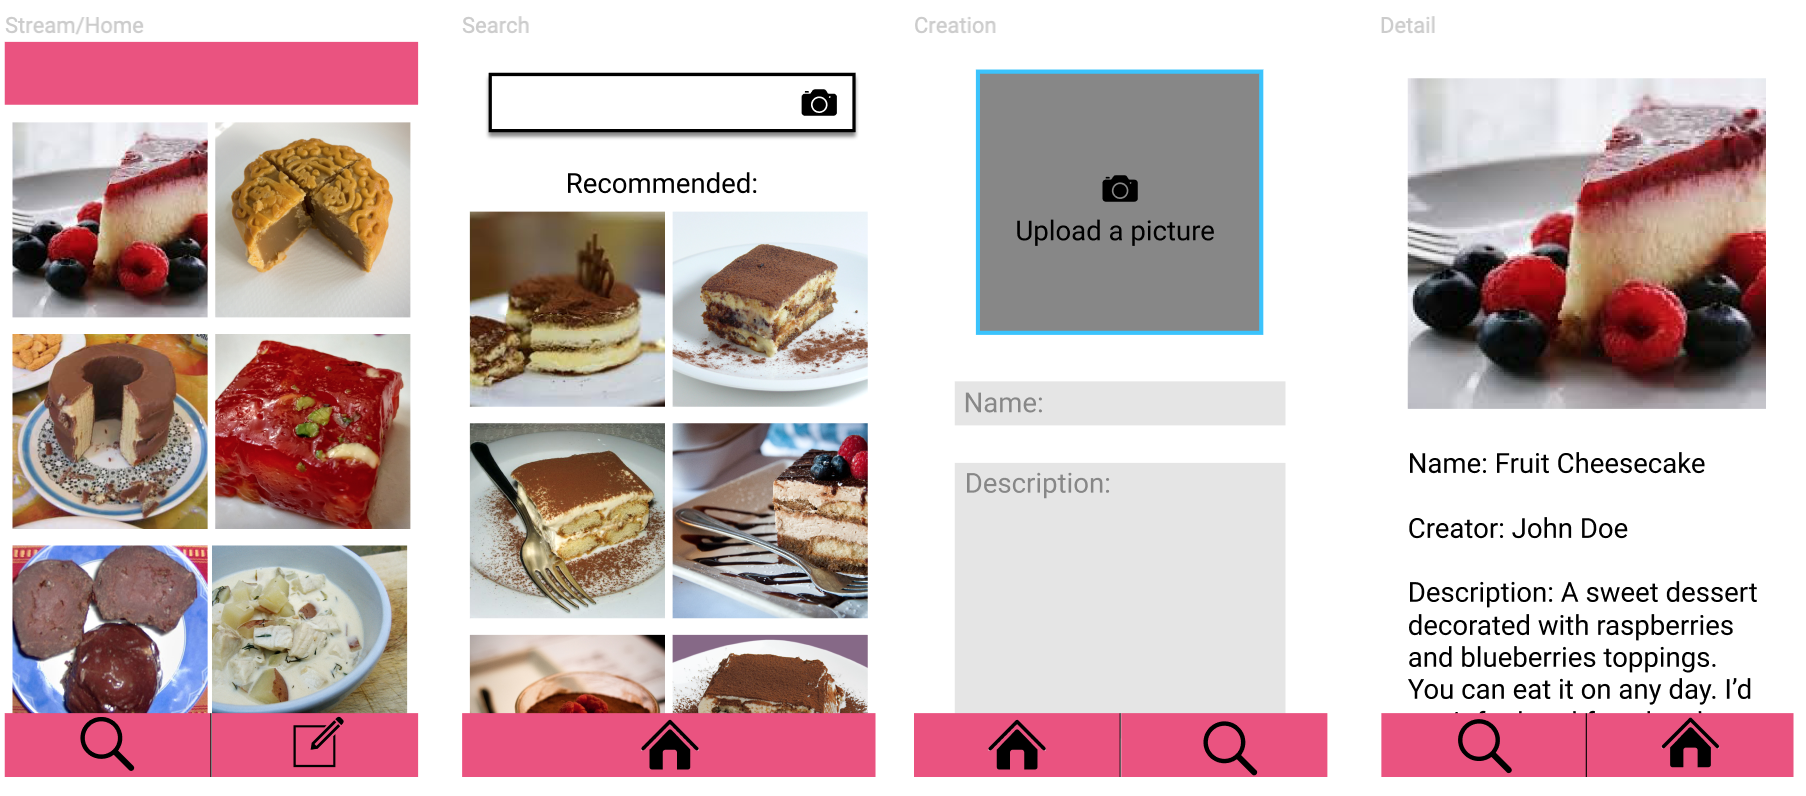 Stream/Home
Search
Recommended:
Creation
Upload a picture
Name:
Description:
Detail
Name: Fruit Cheesecake
Creator: John Doe
Description: A sweet dessert
decorated with raspberries
and blueberries toppings.
You can eat it on any day. I’d